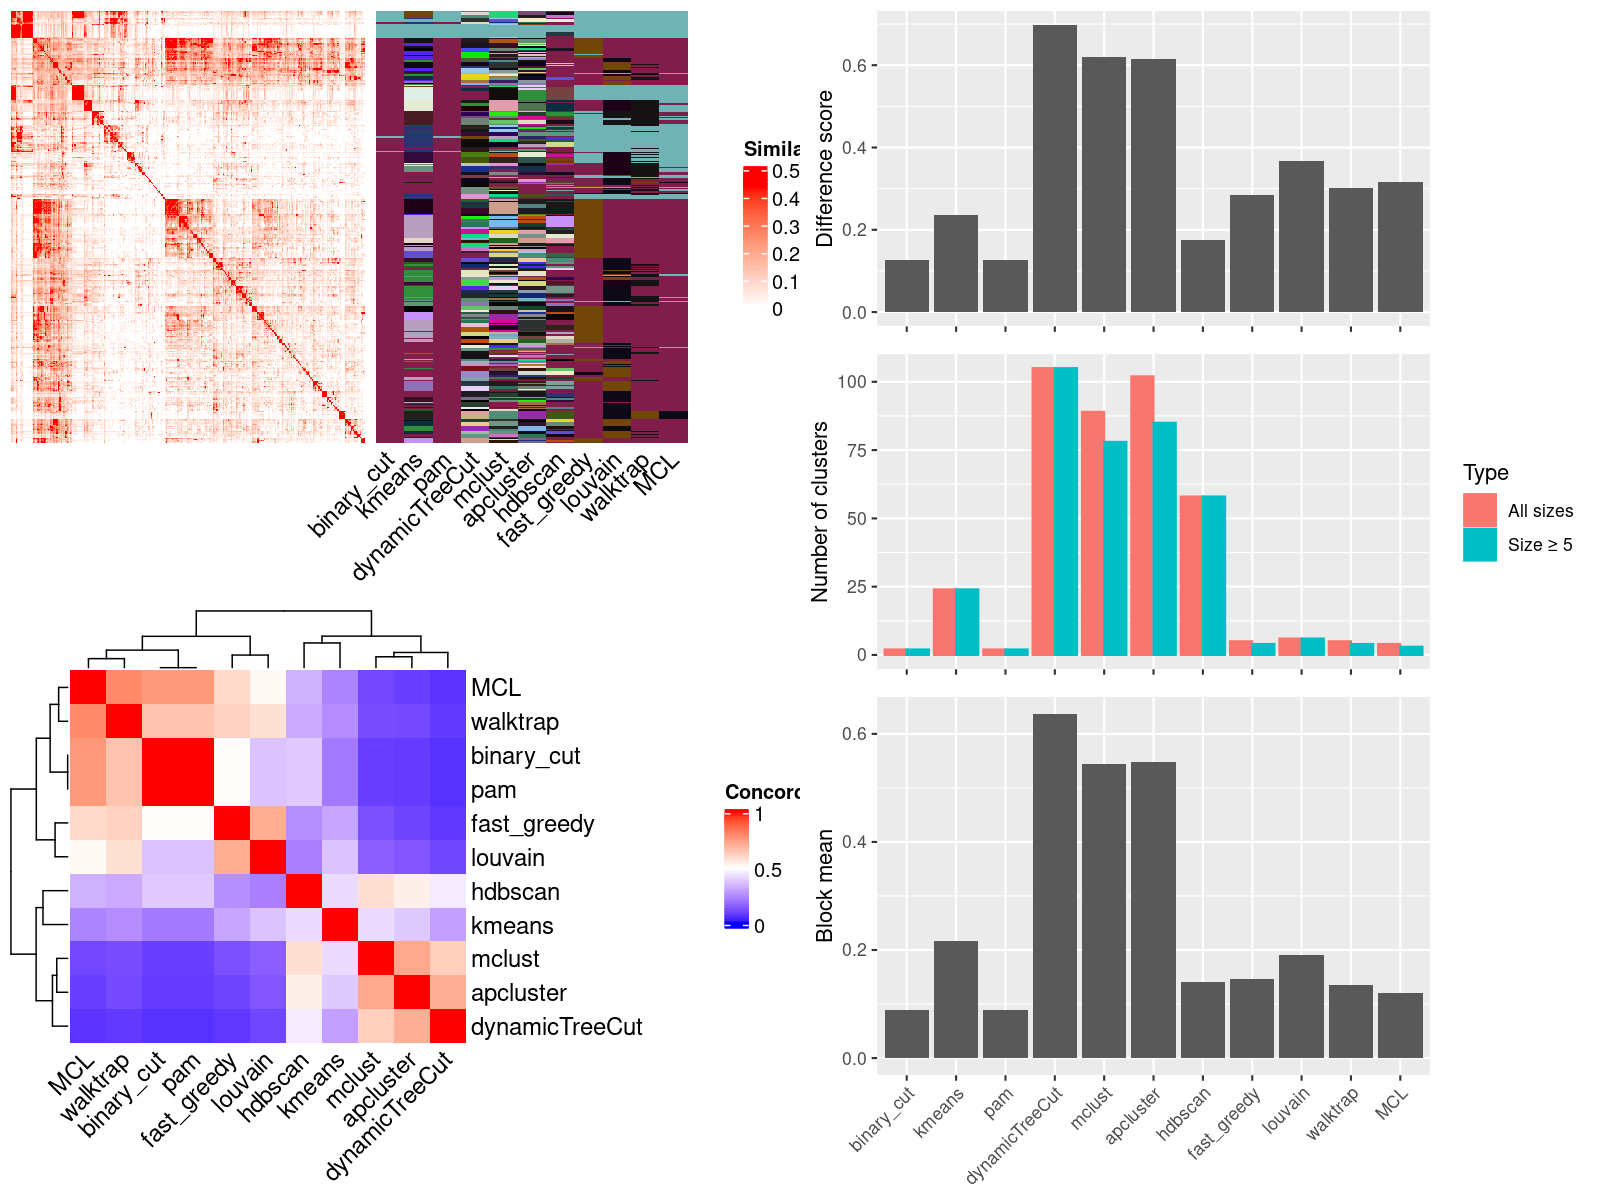 Simila
0.5
0.4
0.3
0.2
0.1
0
binary_cut
kmeans
pam
dynamicTreeCut
mclust
apcluster
hdbscan
fast_greedy
louvain
walktrap
MCL
MCL
walktrap
binary_cut
pam
fast_greedy
louvain
hdbscan
kmeans
mclust
apcluster
dynamicTreeCut
MCL
walktrap
binary_cut
pam
fast_greedy
louvain
hdbscan
kmeans
mclust
apcluster
dynamicTreeCut
Concord
1
0.5
0
Difference score
0.6
0.4
0.2
0.0
Number of clusters
100
75
50
25
0
Type
All sizes
Size ≥ 5
Block mean
0.6
0.4
0.2
0.0
binary_cut
kmeans
pam
dynamicTreeCut
mclust
apcluster
hdbscan
fast_greedy
louvain
walktrap
MCL